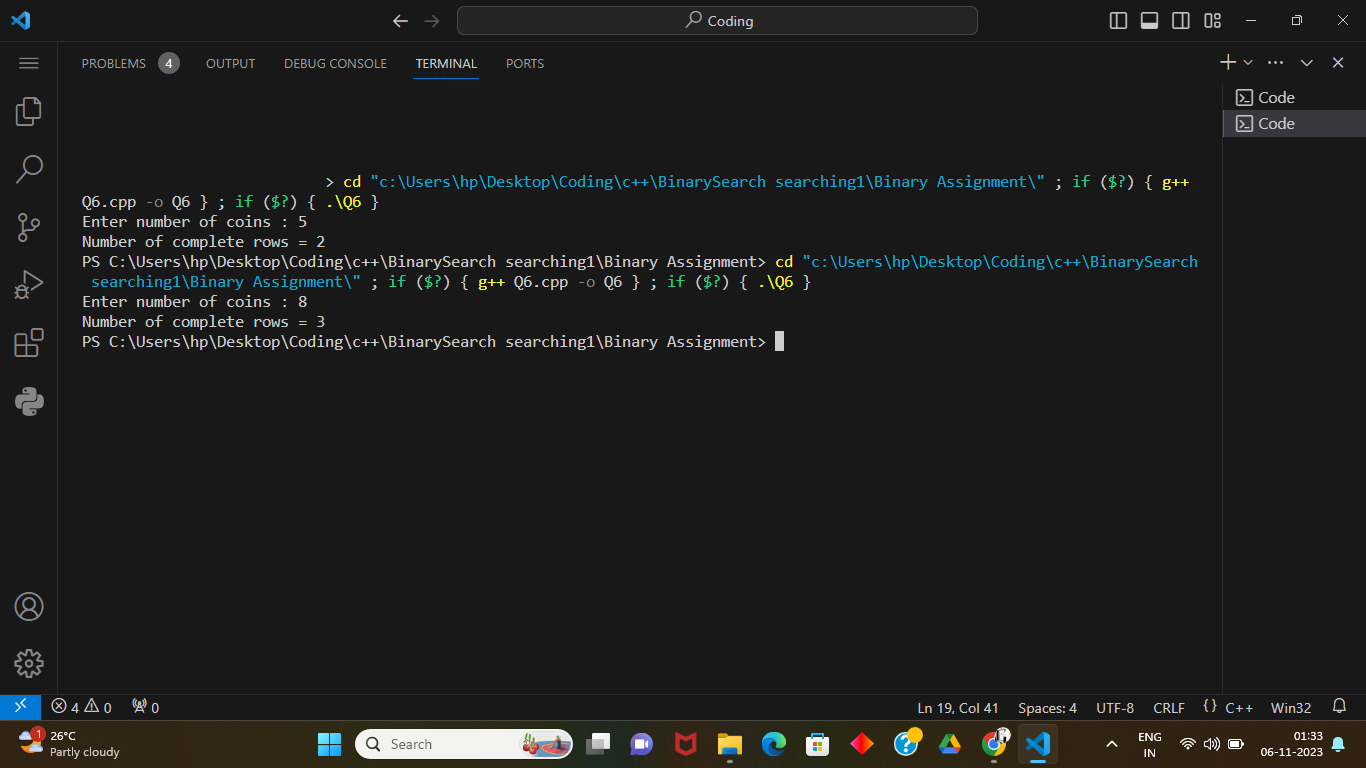 Coding
PROBLEMS 4 OUTPUT DEBUG CONSOLE TERMINAL PORTS
Code
Code
> cd "c:\Users\hp\Desktop\Coding\c++\BinarySearch searching1\Binary Assignment\" ; if ($?) { g++
Q6.cpp -o Q6 } ; if ($?) { .\Q6 }
Enter number of coins : 5
Number of complete rows = 2
PS C:\Users\hp\Desktop\Coding\c++\BinarySearch searching1\Binary Assignment> cd "c:\Users\hp\Desktop\Coding\c++\BinarySearch
searching1\Binary Assignment\" ; if ($?) { g++ Q6.cpp -o Q6 } ; if ($?) { .\Q6 }
Enter number of coins : 8
Number of complete rows = 3
PS C:\Users\hp\Desktop\Coding\c++\BinarySearch searching1\Binary Assignment>
4 0 0 Ln 19, Col 41 Spaces: 4 UTF-8 CRLF {} C++ Win32
1
26°C
Partly cloudy
Search
ENG
IN
01:33
06-11-2023